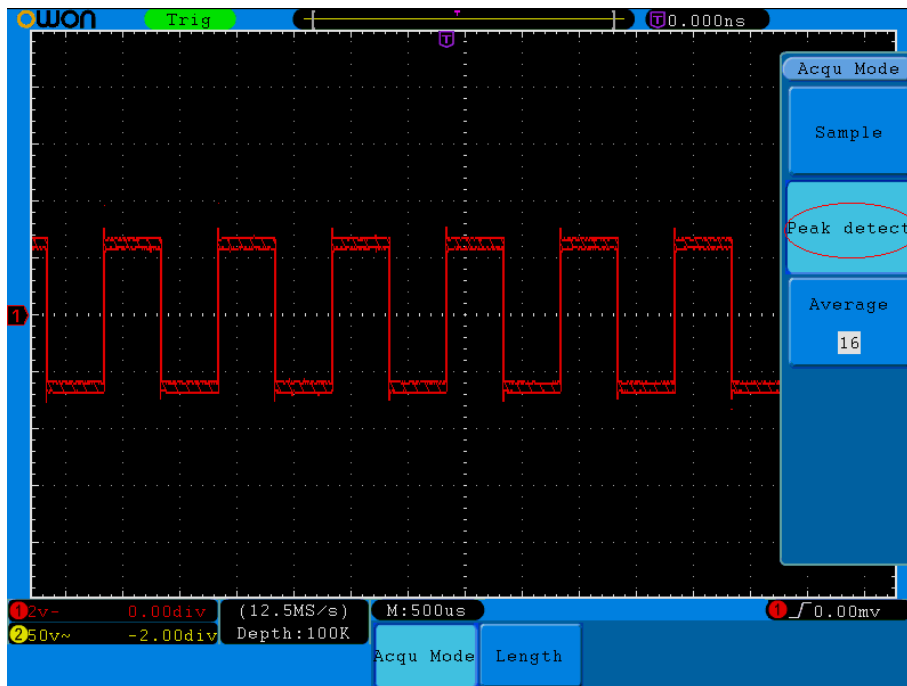 owon Trig T T 0.000ns
T
Acqu Mode
Sample
Peak detect
Average
16
1
1 2v- 0.00div (12.5MS/s) M:500us 1 0.00mv
2 50v~ -2.00div Depth:100K
Acqu Mode Length